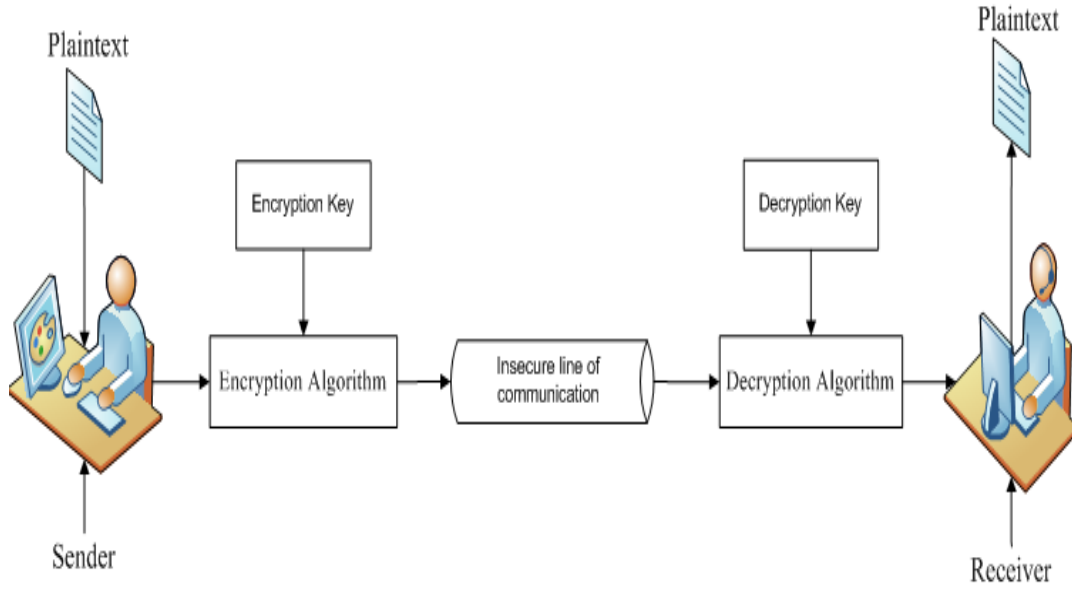 Plaintext
Plaintext
Encryption Key
Decryption Key
Encryption Algorithm
Insecure line of
communication
Decryption Algorithm
Sender
Receiver